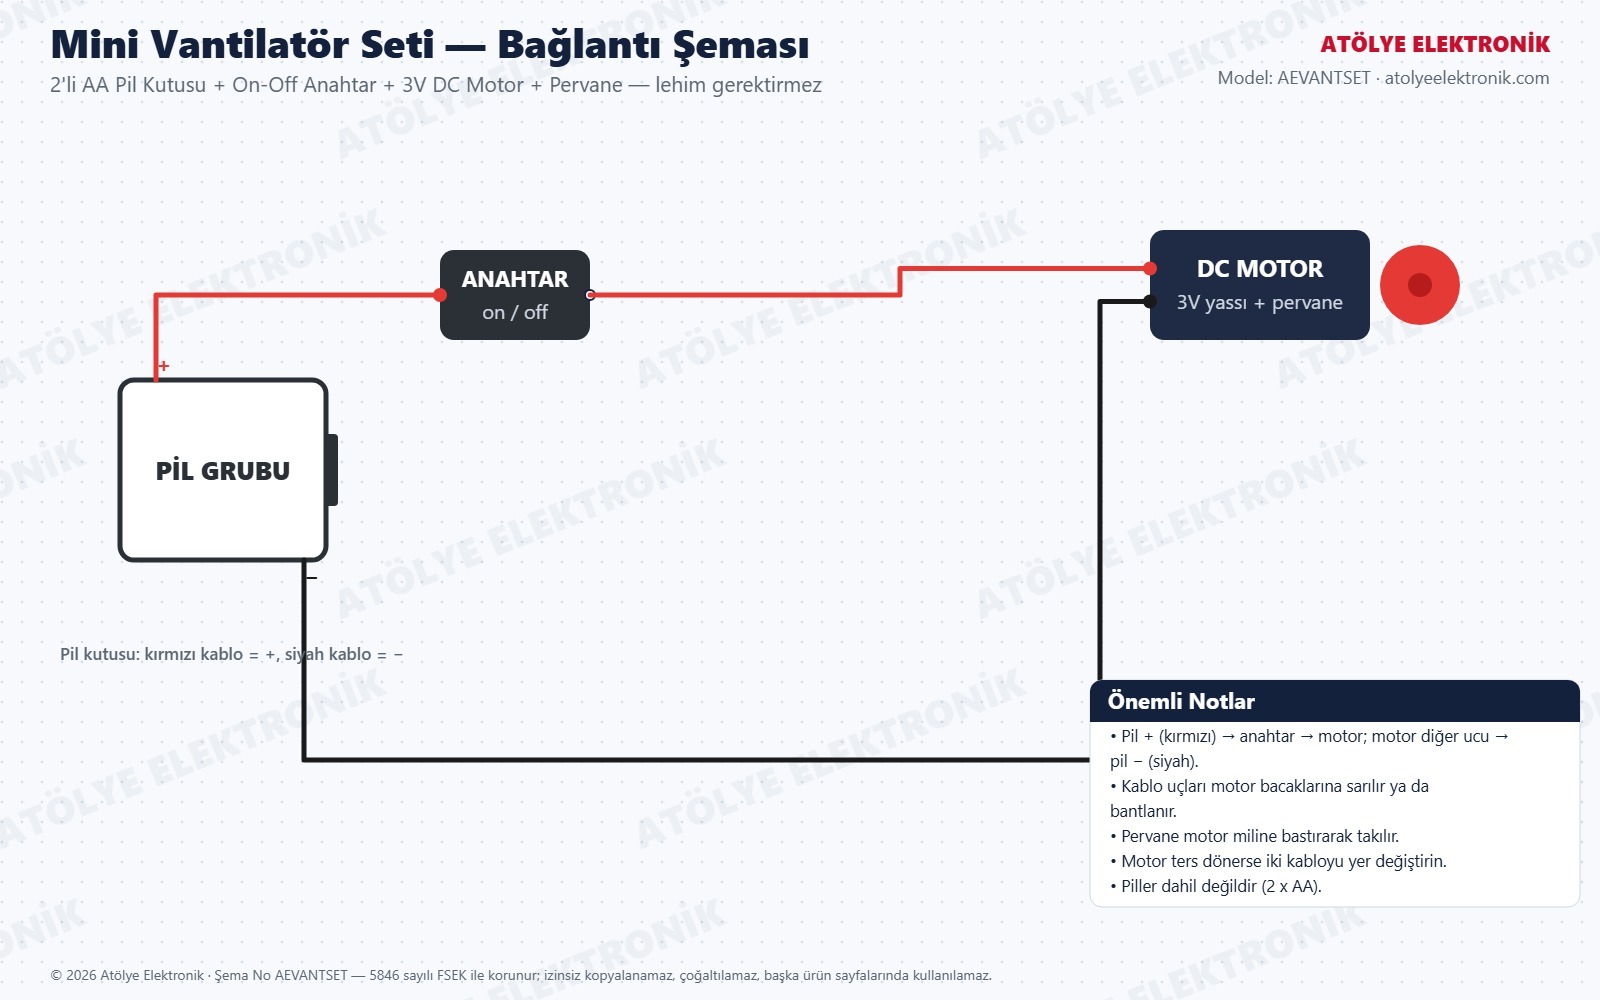 Mini Vantilatör Seti — Bağlantı Şeması
2'li AA Pil Kutusu + On-Off Anahtar + 3V DC Motor + Pervane — lehim gerektirmez
ATÖLYE ELEKTRONİK
Model: AEVANTSET · atolyeelektronik.com
ANAHTAR
on / off
DC MOTOR
3V yassı + pervane
+
PİL GRUBU
–
Pil kutusu: kırmızı kablo = +, siyah kablo = −
Önemli Notlar
• Pil + (kırmızı) → anahtar → motor; motor diğer ucu →
pil − (siyah).
• Kablo uçları motor bacaklarına sarılır ya da
bantlanır.
• Pervane motor miline bastırarak takılır.
• Motor ters dönerse iki kabloyu yer değiştirin.
• Piller dahil değildir (2 x AA).
© 2026 Atölye Elektronik · Şema No AEVANTSET — 5846 sayılı FSEK ile korunur; izinsiz kopyalanamaz, çoğaltılamaz, başka ürün sayfalarında kullanılamaz.